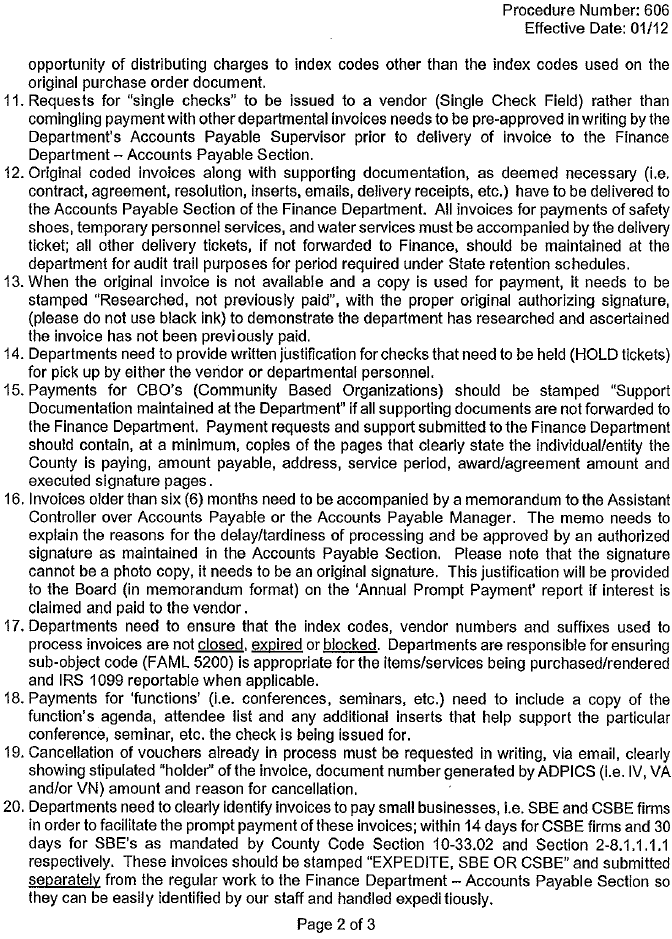 Procedure Number: 606
Effective Date: 01/12
opportunity of distributing charges to index codes other than the index codes used on the
original purchase order document.
11. Requests for “single checks” to be issued to a vendor (Single Check Field) rather than
comingling payment with other departmental invoices needs to be pre-approved in writing by the
Department’s Accounts Payable Supervisor prior to delivery of invoice to the Finance
Department – Accounts Payable Section.
12. Original coded invoices along with supporting documentation, as deemed necessary (i.e.
contract, agreement, resolution, inserts, emails, delivery receipts, etc.) have to be delivered to
the Accounts Payable Section of the Finance Department. All invoices for payments of safety
shoes, temporary personnel services, and water services must be accompanied by the delivery
ticket; all other delivery tickets, if not forwarded to Finance, should be maintained at the
department for audit trail purposes for period required under State retention schedules.
13. When the original invoice is not available and a copy is used for payment, it needs to be
stamped “Researched, not previously paid”, with the proper original authorizing signature,
(please do not use black ink) to demonstrate the department has researched and ascertained
the invoice has not been previously paid.
14. Departments need to provide written justification for checks that need to be held (HOLD tickets)
for pick up by either the vendor or departmental personnel.
15. Payments for CBO’s (Community Based Organizations) should be stamped “Support
Documentation maintained at the Department” if all supporting documents are not forwarded to
the Finance Department. Payment requests and support submitted to the Finance Department
should contain, at a minimum, copies of the pages that clearly state the individual/entity the
County is paying, amount payable, address, service period, award/agreement amount and
executed signature pages.
16. Invoices older than six (6) months need to be accompanied by a memorandum to the Assistant
Controller over Accounts Payable or the Accounts Payable Manager. The memo needs to
explain the reasons for the delay/tardiness of processing and be approved by an authorized
signature as maintained in the Accounts Payable Section. Please note that the signature
cannot be a photo copy, it needs to be an original signature. This justification will be provided
to the Board (in memorandum format) on the ‘Annual Prompt Payment’ report if interest is
claimed and paid to the vendor.
17. Departments need to ensure that the index codes, vendor numbers and suffixes used to
process invoices are not closed, expired or blocked. Departments are responsible for ensuring
sub-object code (FAML 5200) is appropriate for the items/services being purchased/rendered
and IRS 1099 reportable when applicable.
18. Payments for ‘functions’ (i.e. conferences, seminars, etc.) need to include a copy of the
function’s agenda, attendee list and any additional inserts that help support the particular
conference, seminar, etc. the check is being issued for.
19. Cancellation of vouchers already in process must be requested in writing, via email, clearly
showing stipulated “holder” of the invoice, document number generated by ADPICS (i.e. IV, VA
and/or VN) amount and reason for cancellation.
20. Departments need to clearly identify invoices to pay small businesses, i.e. SBE and CSBE firms
in order to facilitate the prompt payment of these invoices; within 14 days for CSBE firms and 30
days for SBE’s as mandated by County Code Section 10-33.02 and Section 2-8.1.1.1.1
respectively. These invoices should be stamped “EXPEDITE, SBE OR CSBE” and submitted
separately from the regular work to the Finance Department – Accounts Payable Section so
they can be easily identified by our staff and handled expeditiously.
Page 2 of 3